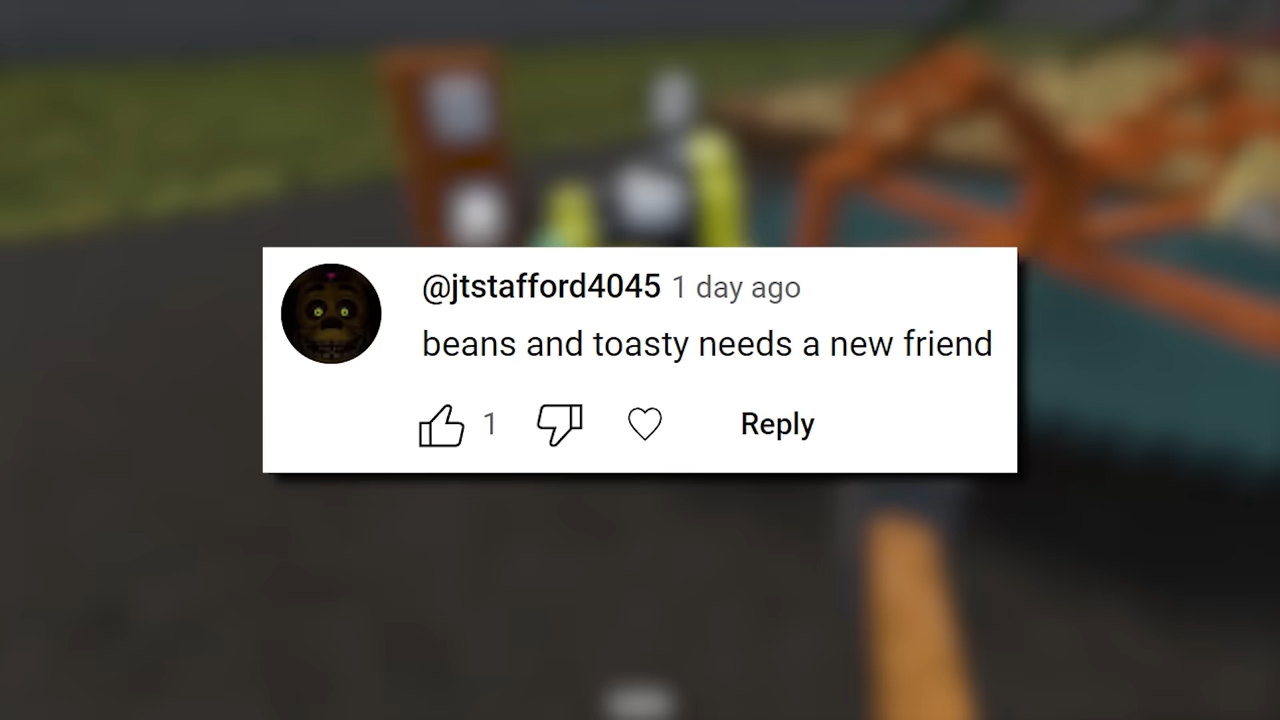 @jtstafford4045 1 day ago
beans and toasty needs a new friend
1 Reply